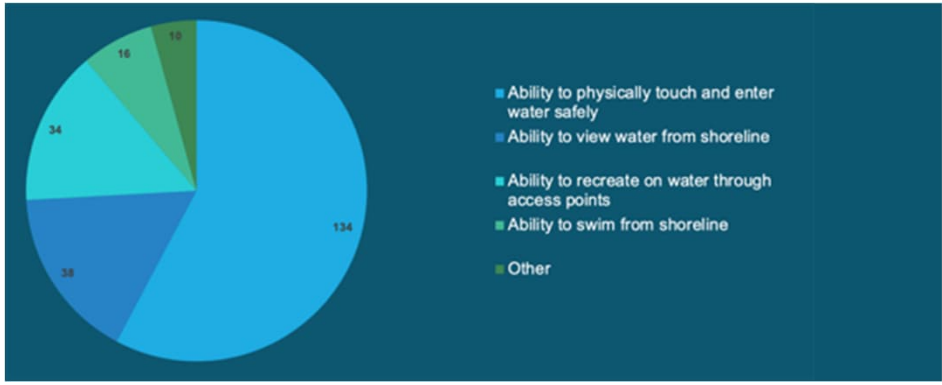 10
16
34
134
38
Ability to physically touch and enter
water safely
Ability to view water from shoreline
Ability to recreate on water through
access points
Ability to swim from shoreline
Other